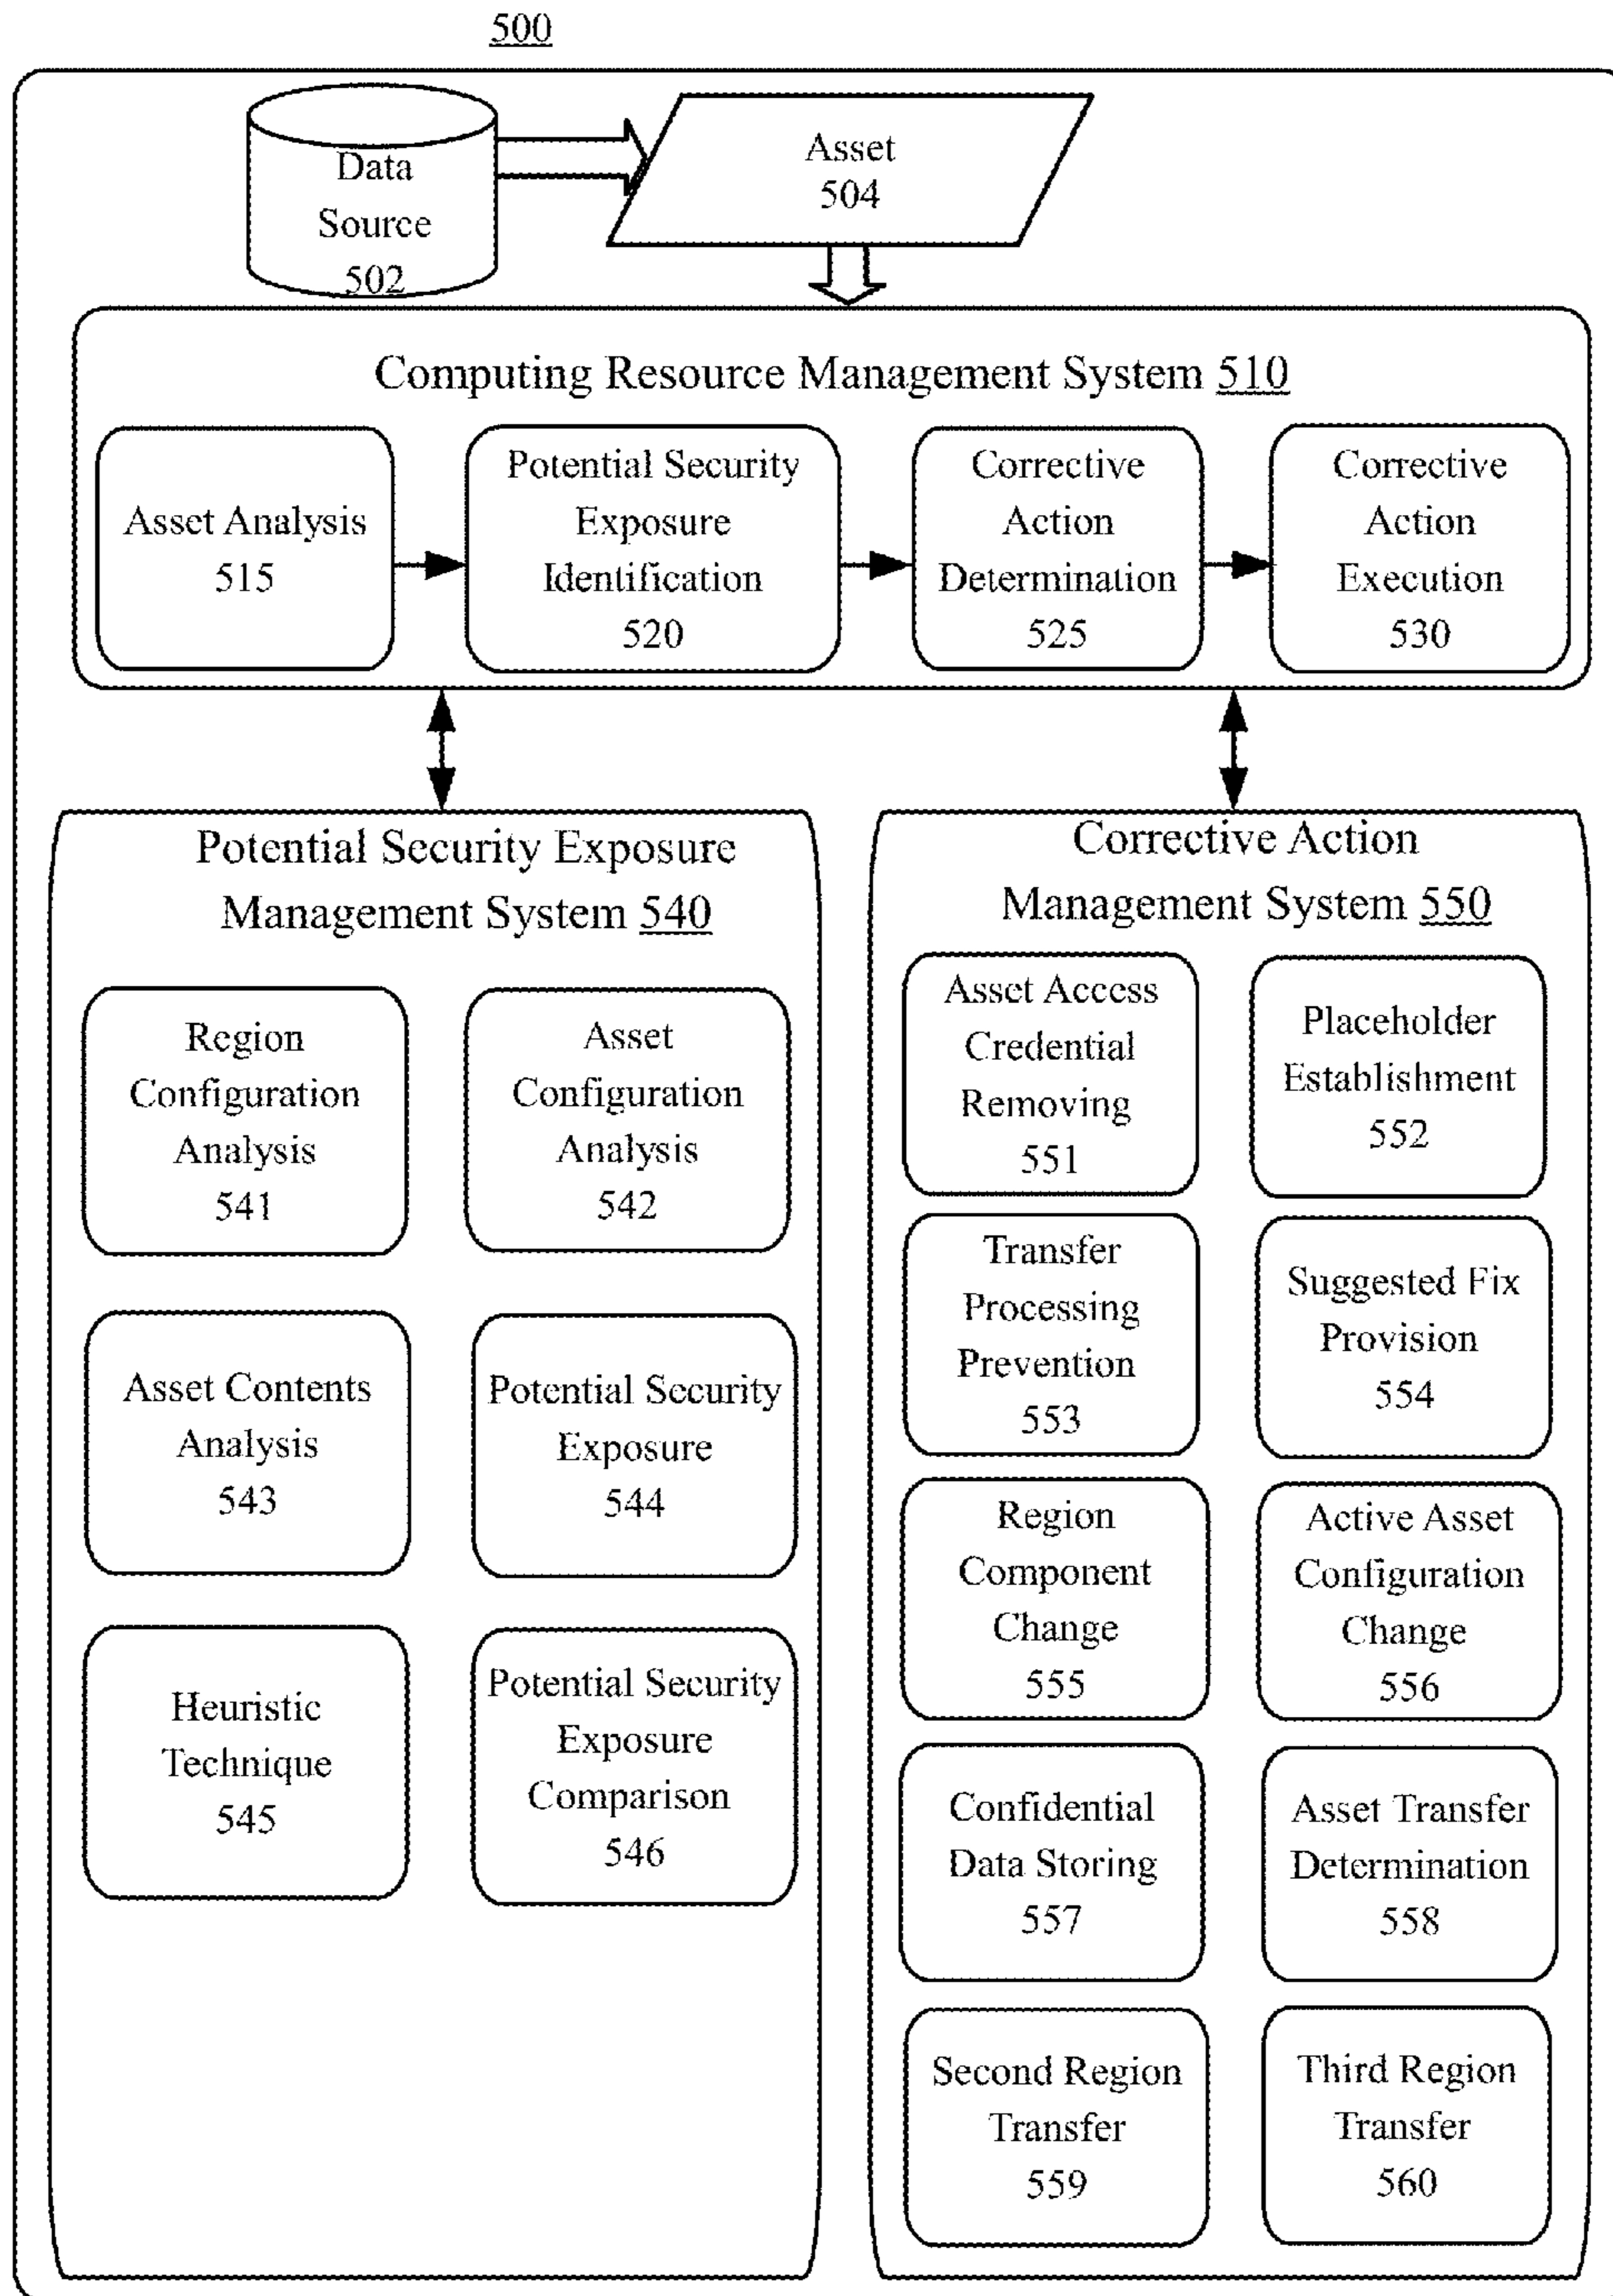 500
Data
Source
502
Asset
504
Computing Resource Management System 510
Asset Analysis
515
Potential Security
Exposure
Identification
520
Corrective
Action
Determination
525
Corrective
Action
Execution
530
Potential Security Exposure
Management System 540
Region
Configuration
Analysis
541
Asset
Configuration
Analysis
542
Asset Contents
Analysis
543
Potential Security
Exposure
544
Heuristic
Technique
545
Potential Security
Exposure
Comparison
546
Corrective Action
Management System 550
Asset Access
Credential
Removing
551
Placeholder
Establishment
552
Transfer
Processing
Prevention
553
Suggested Fix
Provision
554
Region
Component
Change
555
Active Asset
Configuration
Change
556
Confidential
Data Storing
557
Asset Transfer
Determination
558
Second Region
Transfer
559
Third Region
Transfer
560